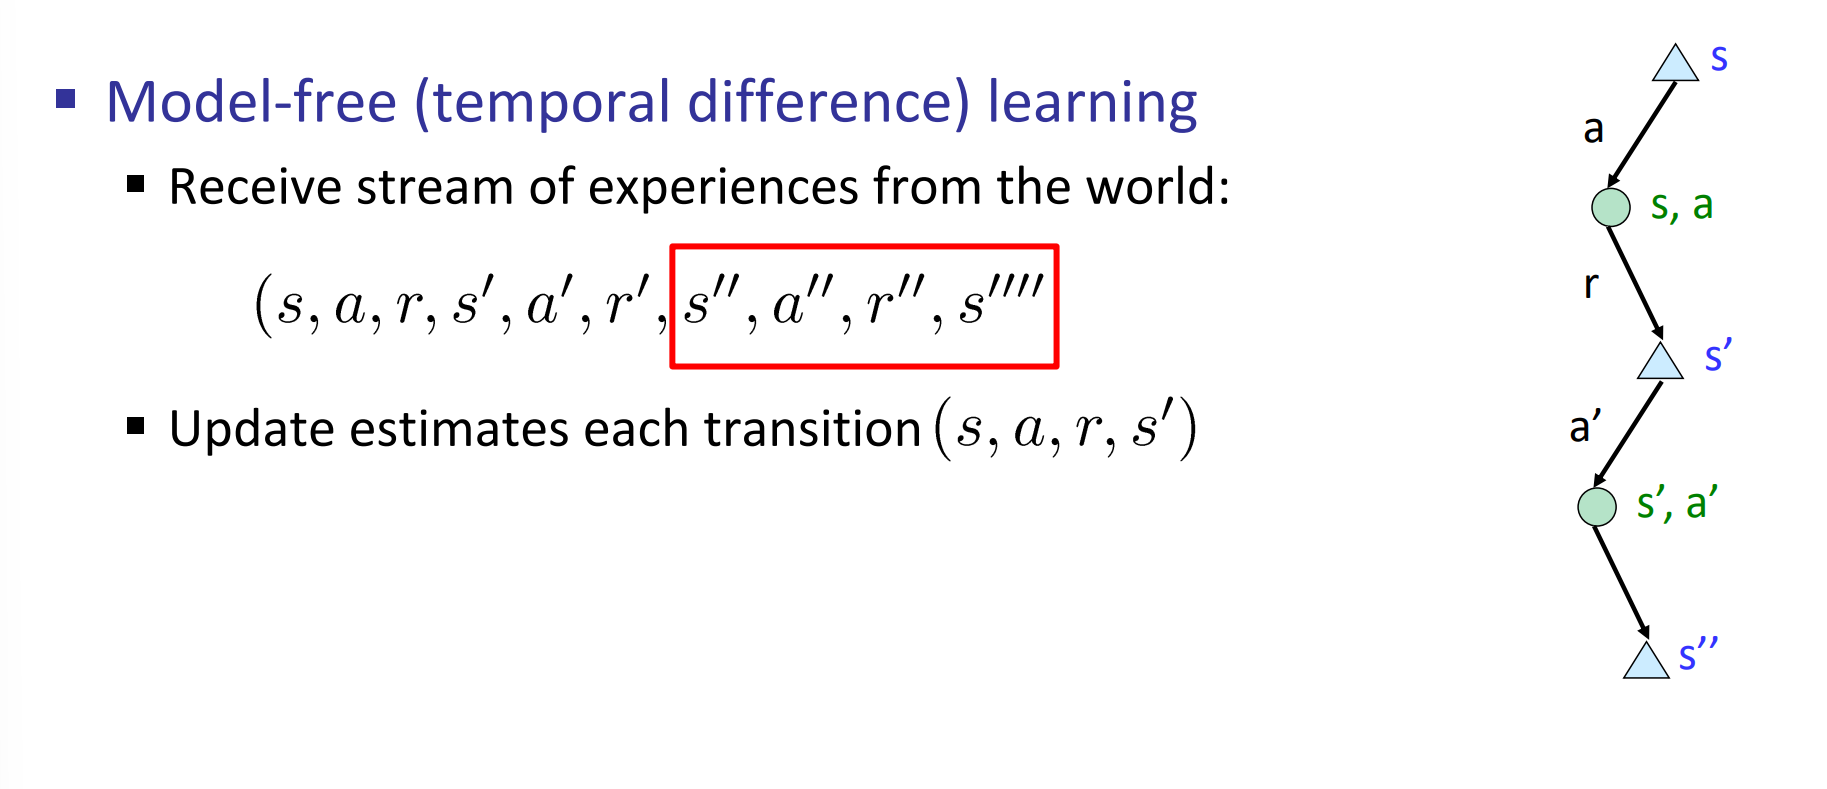 Model-free (temporal difference) learning
Receive stream of experiences from the world:
(s, a, r, s′, a′, r′, s′′, a′′, r′′, s′′′′
Update estimates each transition (s, a, r, s′)
s
a
s, a
r
s’
a’
s’, a’
s’’